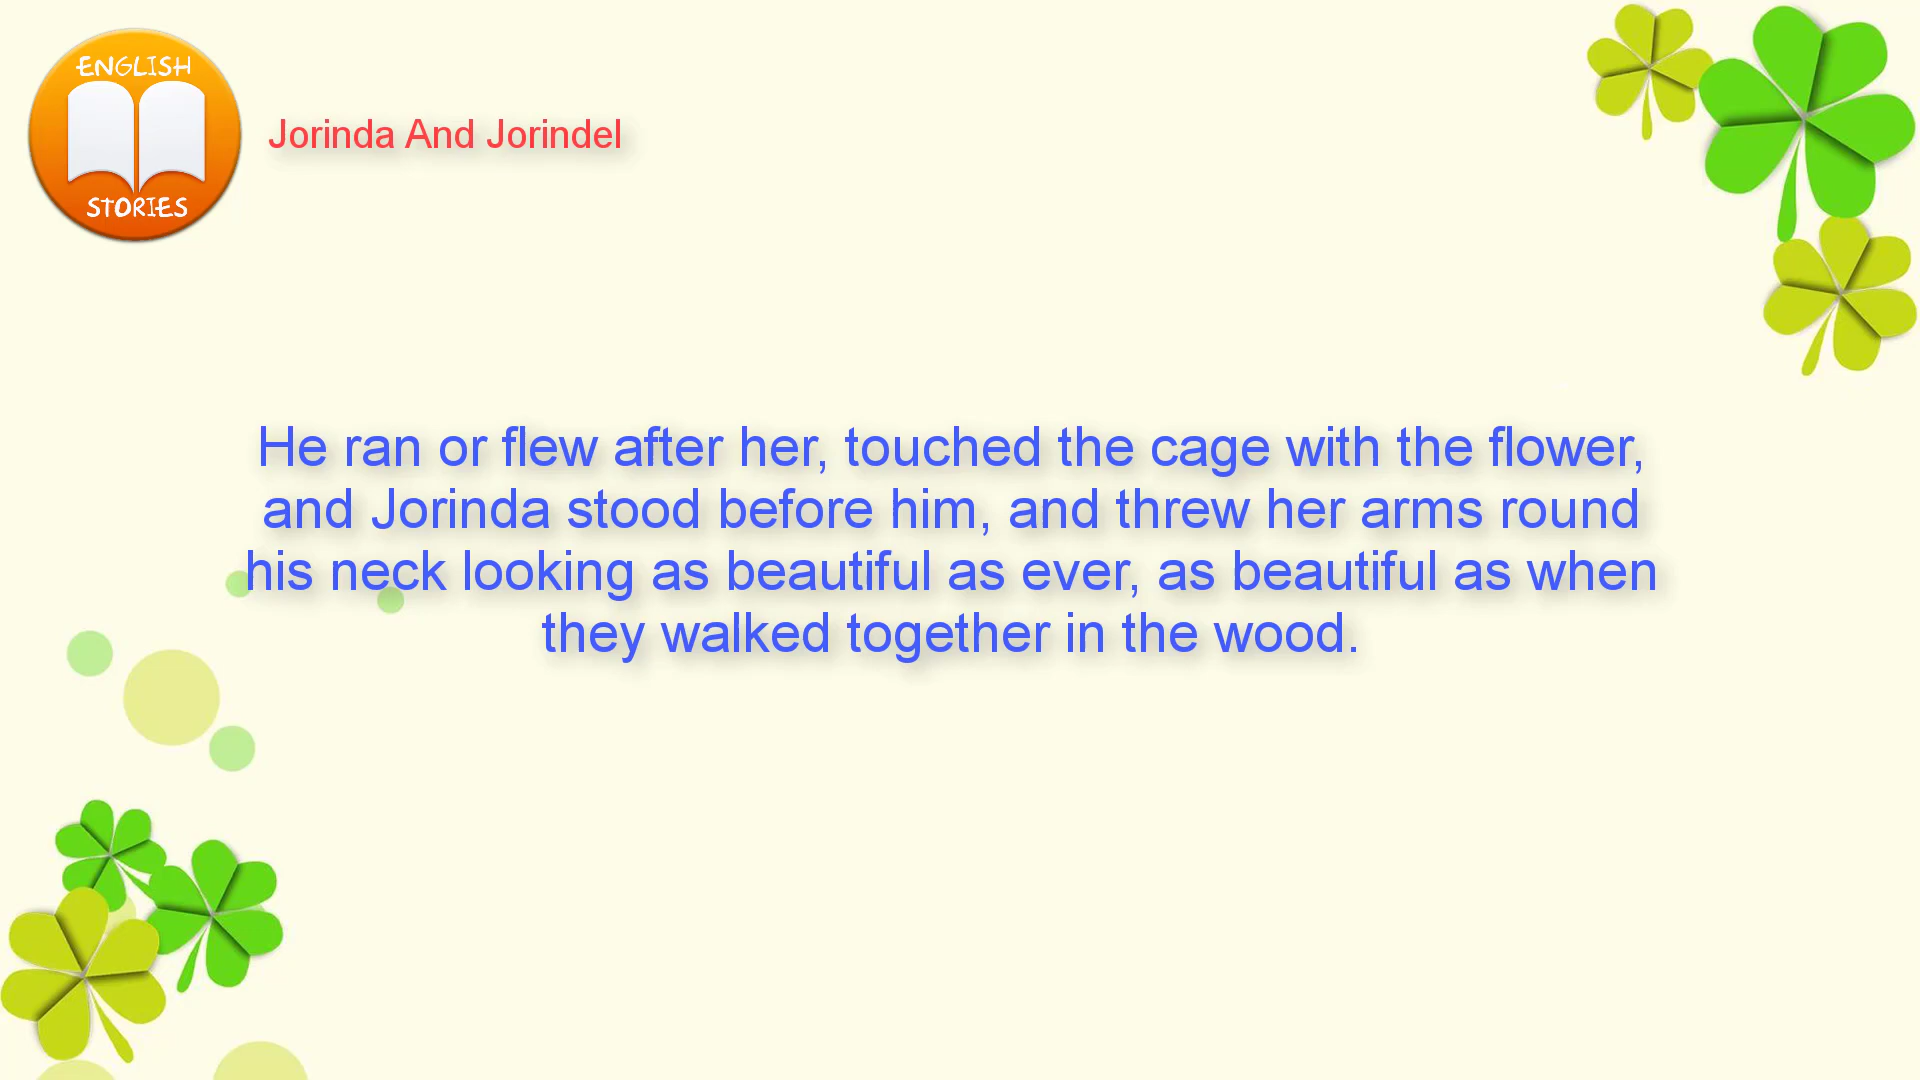 ENGLISH
STORIES
Jorinda And Jorindel
He ran or flew after her, touched the cage with the flower,
and Jorinda stood before him, and threw her arms round
his neck looking as beautiful as ever, as beautiful as when
they walked together in the wood.